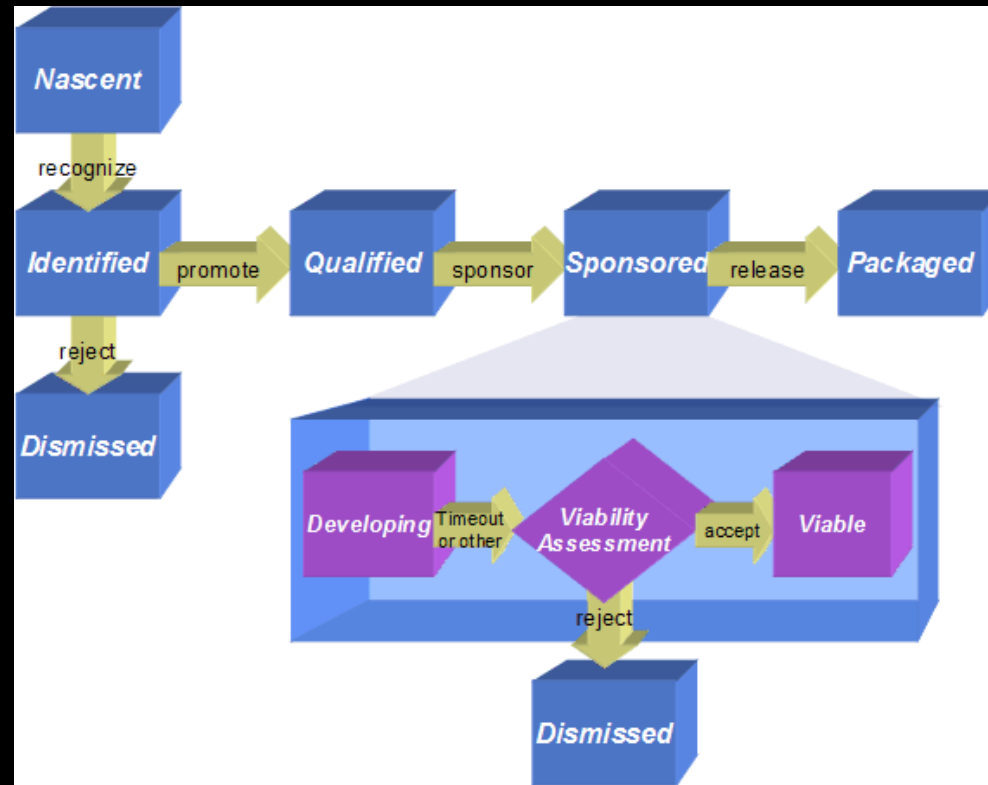 Nascent
recognize
Identified
promote
Qualified
sponsor
Sponsored
release
Packaged
reject
Dismissed
Developing
Timeout
or other
Viability
Assessment
accept
Viable
reject
Dismissed